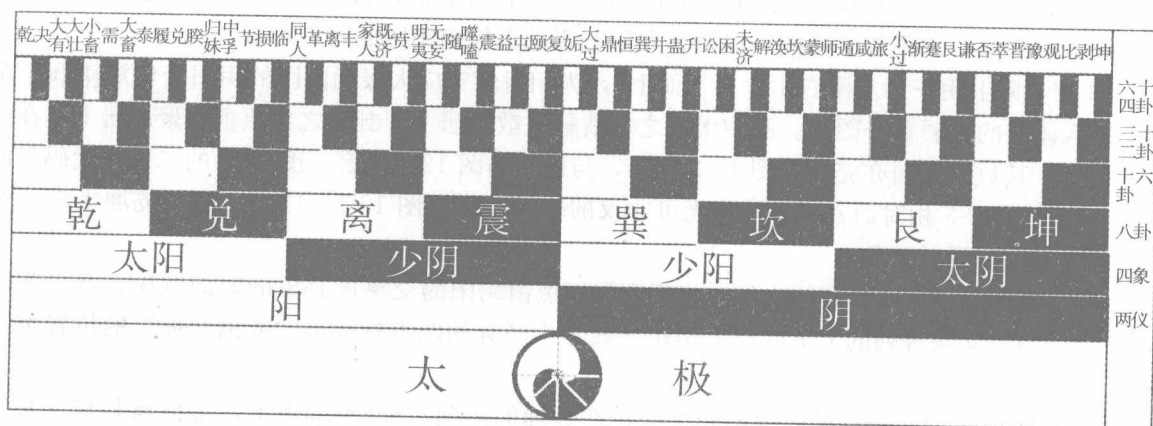 乾夬大有大壮小畜需大畜泰履兑睽归妹中孚节损临同人革离丰家人既济贲明夷无妄随噬嗑震益屯颐复姤大过鼎恒巽井蛊升讼困未济解涣坎蒙师遁咸旅小过渐蹇艮谦否萃晋豫观比剥坤
六十四卦
三十二卦
十六卦
乾 兑 离 震 巽 坎 艮 坤 八卦
太阳 少阴 少阳 太阴 四象
阳 阴 两仪
太 极